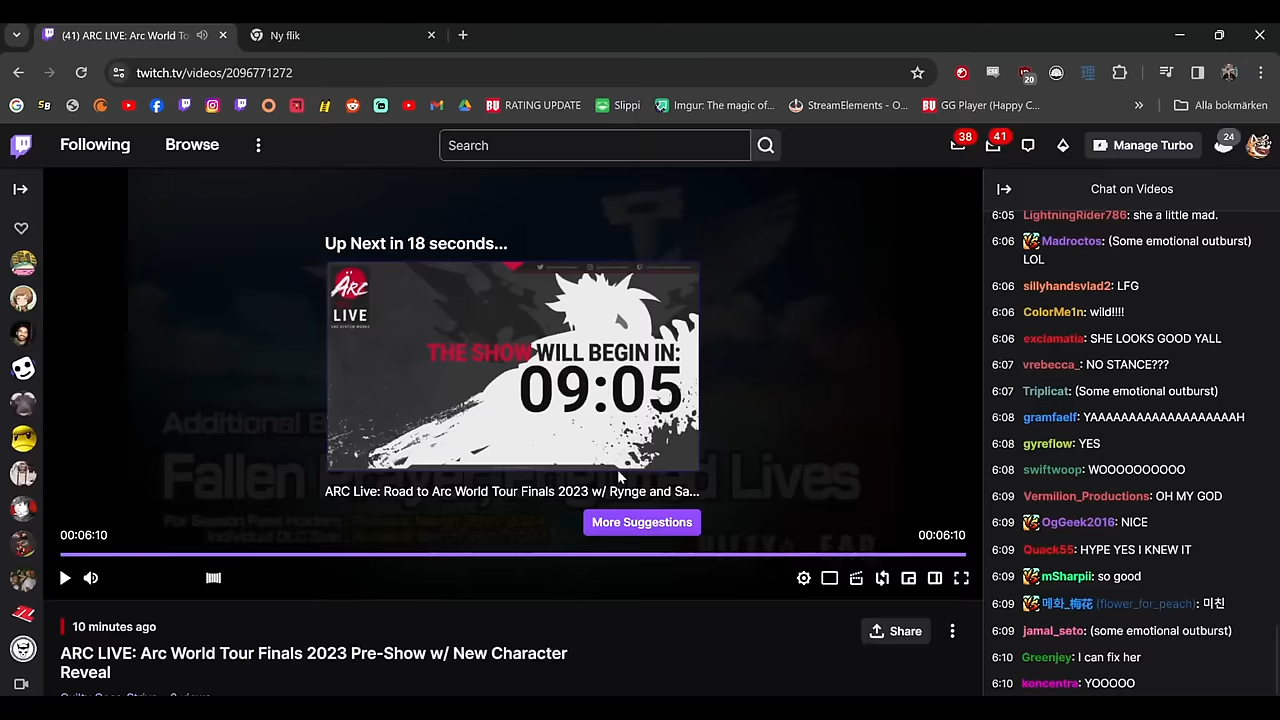 (41) ARC LIVE: Arc World To
Ny flik
twitch.tv/videos/2096771272
20
RATING UPDATE
Slippi
Imgur: The magic of...
StreamElements - O...
GG Player (Happy C...
»
Alla bokmärken
Following
Browse
Search
38
41
Manage Turbo
24
Chat on Videos
Up Next in 18 seconds...
ARC
LIVE
THE SHOW WILL BEGIN IN:
09:05
Additional
Fallen
Lives
ARC Live: Road to Arc World Tour Finals 2023 w/ Rynge and Sa...
More Suggestions
00:06:10
00:06:10
10 minutes ago
Share
ARC LIVE: Arc World Tour Finals 2023 Pre-Show w/ New Character
Reveal
6:05 LightningRider786: she a little mad.
6:06 Madroctos: (Some emotional outburst)
LOL
6:06 sillyhandsvlad2: LFG
6:06 ColorMe1n: wild!!!!
6:06 exciamatia: SHE LOOKS GOOD YALL
6:07 vrebecca_: NO STANCE???
6:07 Triplicat: (Some emotional outburst)
6:08 gramfaelf: YAAAAAAAAAAAAAAAAAAH
6:08 gyreflow: YES
6:08 swiftwoop: WOOOOOOOOOO
6:09 Vermilion_Productions: OH MY GOD
6:09 OgGeek2016: NICE
6:09 Quack55: HYPE YES I KNEW IT
6:09 mSharpii: so good
6:09 메화_梅花 (flower_for_peach): 미친
6:09 jamal_seto: (some emotional outburst)
6:10 Greenjey: I can fix her
6:10 koncentra: YOOOOO